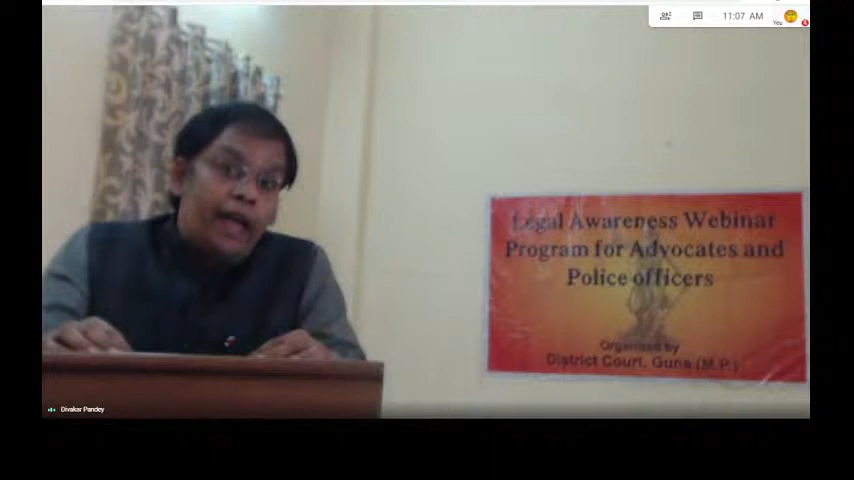 11:07 AM
You
Legal Awareness Webinar
Program for Advocates and
Police officers
Organised by
District Court, Guna (M.P.)
Divakar Pandey